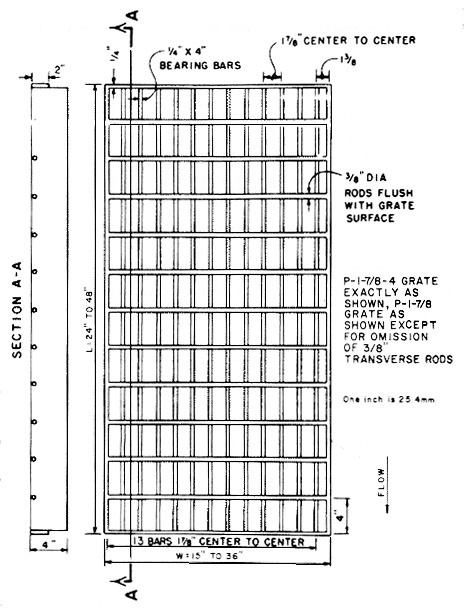 A
1 7/8" CENTER TO CENTER
1/4"
1/4" X 4"
BEARING BARS
1 3/8
2"
3/8" DIA
RODS FLUSH
WITH GRATE
SURFACE
SECTION A-A
L=24" TO 48"
P-1-7/8-4 GRATE
EXACTLY AS
SHOWN, P-1-7/8
GRATE AS
SHOWN EXCEPT
FOR OMISSION
OF 3/8"
TRANSVERSE RODS
One inch is 25.4mm
FLOW
4"
4"
13 BARS 1 7/8" CENTER TO CENTER
W=15" TO 36"
A